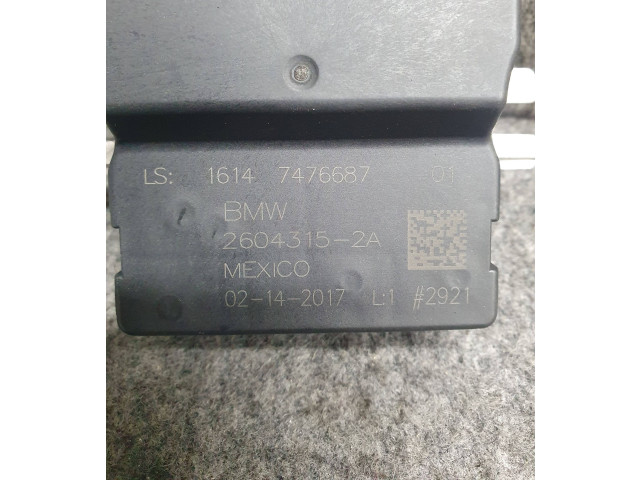 LS: 1614 7476687 01
BMW
2604315-2A
MEXICO
02-14-2017 L:1 #2921